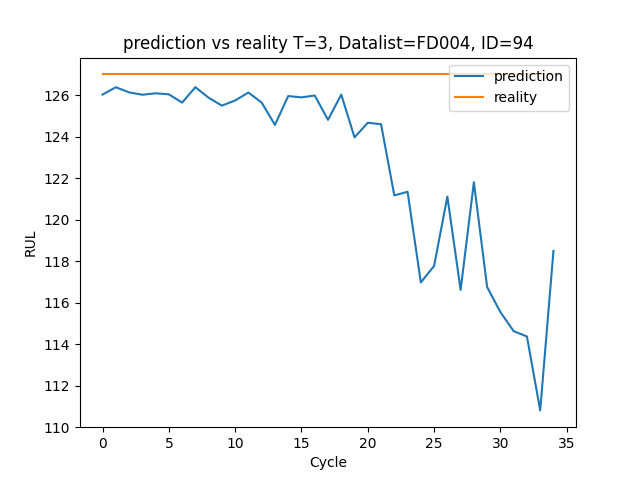 prediction vs reality T=3, Datalist=FD004, ID=94
prediction
reality
126
124
122
120
118
116
114
112
110
RUL
0 5 10 15 20 25 30 35
Cycle